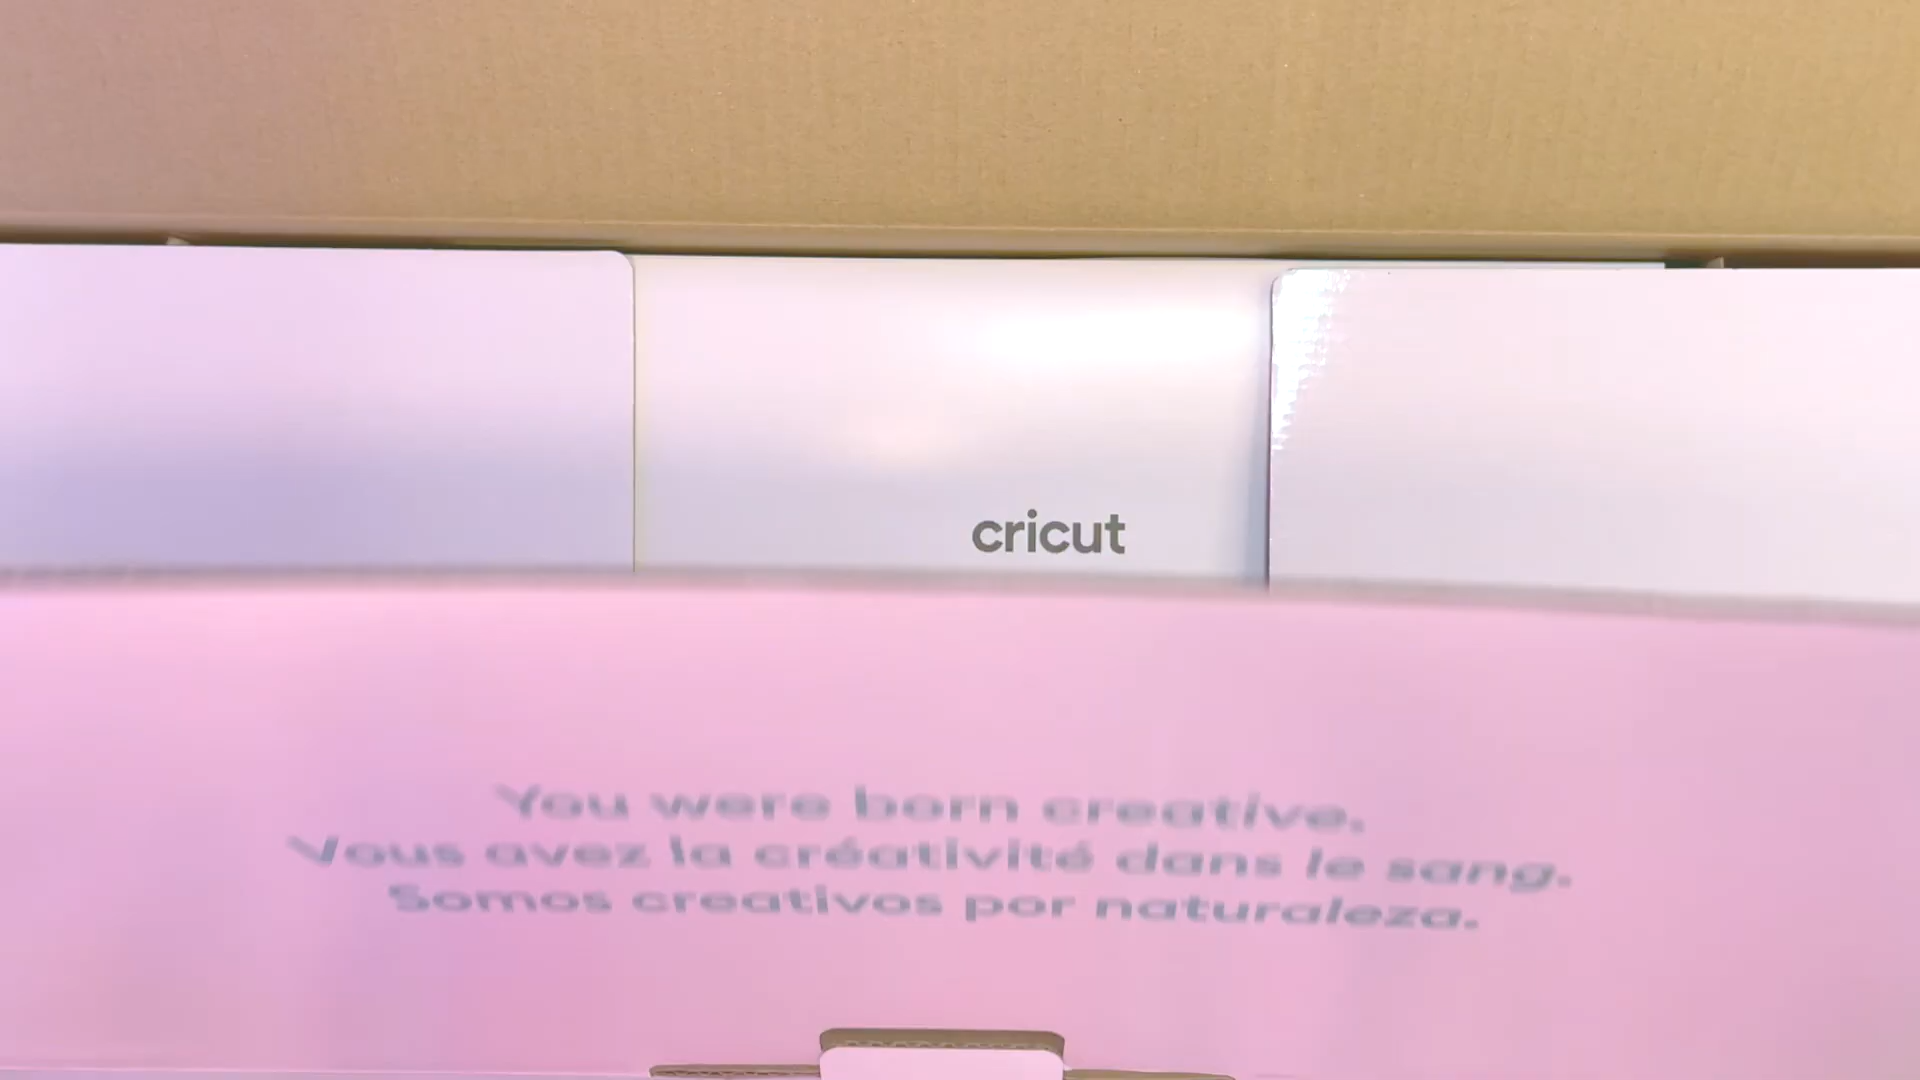 cricut
You were born creative.
Vous avez la créativité dans le sang.
Somos creativos por naturaleza.